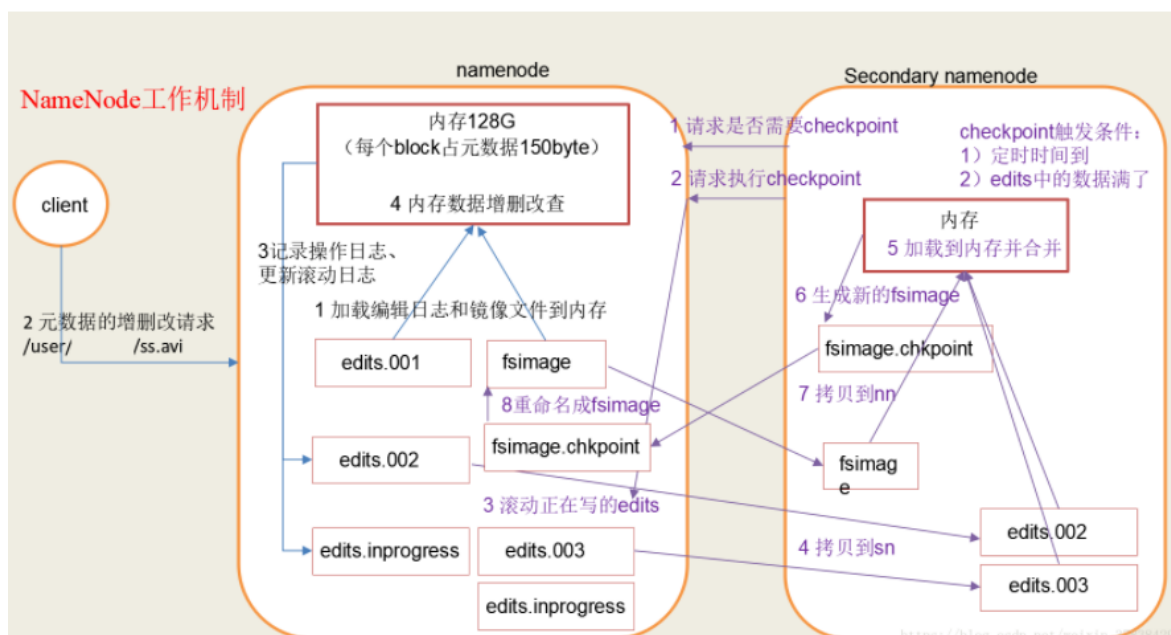 NameNode工作机制
namenode
Secondary namenode
client
2 元数据的增删改请求
/user/ /ss.avi
内存128G
（每个block占元数据150byte）
4 内存数据增删改查
3记录操作日志、
更新滚动日志
1 加载编辑日志和镜像文件到内存
edits.001
fsimage
8重命名成fsimage
fsimage.chkpoint
edits.002
3 滚动正在写的edits
edits.inprogress
edits.003
edits.inprogress
1 请求是否需要checkpoint
2 请求执行checkpoint
checkpoint触发条件：
1）定时时间到
2）edits中的数据满了
内存
5 加载到内存并合并
6 生成新的fsimage
fsimage.chkpoint
7 拷贝到nn
fsimag
e
4 拷贝到sn
edits.002
edits.003